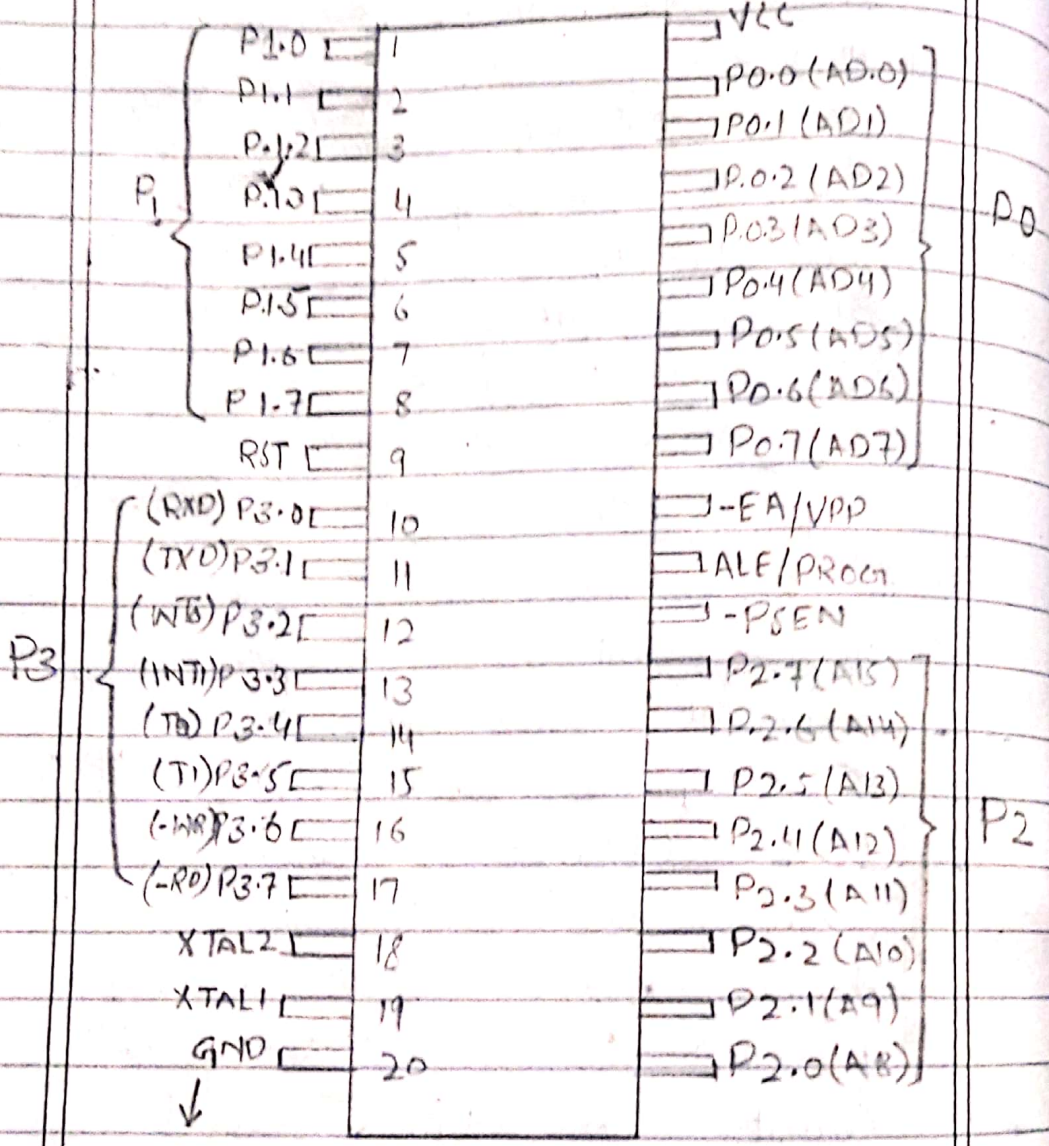 P1.0 1 VCC
P1.1 2 P0.0 (AD.0)
P.1.2 3 P0.1 (AD1)
P1 P.1.3 4 P.0.2 (AD2) P0
P1.4 5 P.0.3 (AD3)
P.1.5 6 P0.4 (AD4)
P1.6 7 P0.5 (AD5)
P1.7 8 P0.6 (AD6)
RST 9 P0.7 (AD7)
(RXD) P3.0 10 -EA/VPP
(TXD) P3.1 11 ALE/PROG
(INT0) P3.2 12 -PSEN
P3 (INT1) P3.3 13 P2.7 (A15)
(T0) P3.4 14 P.2.6 (A14)
(T1) P3.5 15 P2.5 (A13)
(-WR) P3.6 16 P2.4 (A12) P2
(-RD) P3.7 17 P2.3 (A11)
XTAL2 18 P2.2 (A10)
XTAL1 19 P2.1 (A9)
GND 20 P2.0 (A8)